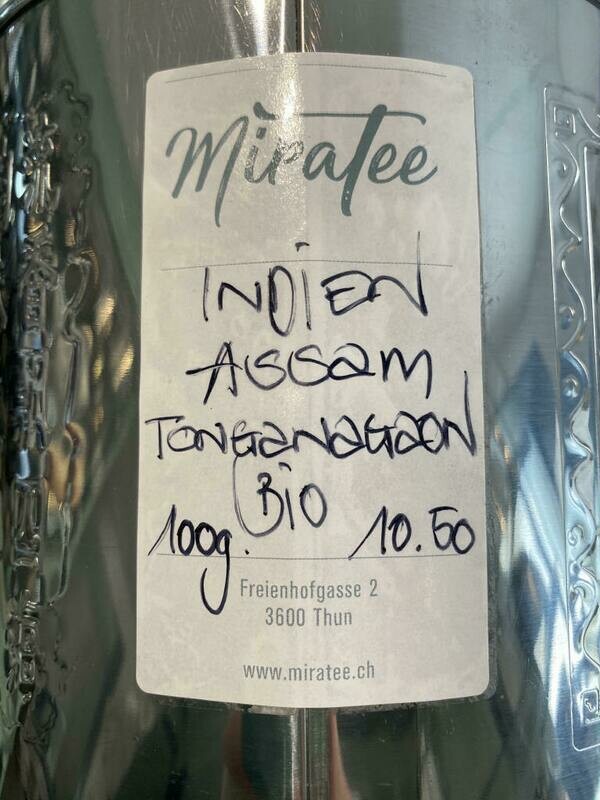 Miratee
INDIEN
ASSAM
TONGANAGAON
BIO
100g. 10.50
Freienhofgasse 2
3600 Thun
www.miratee.ch